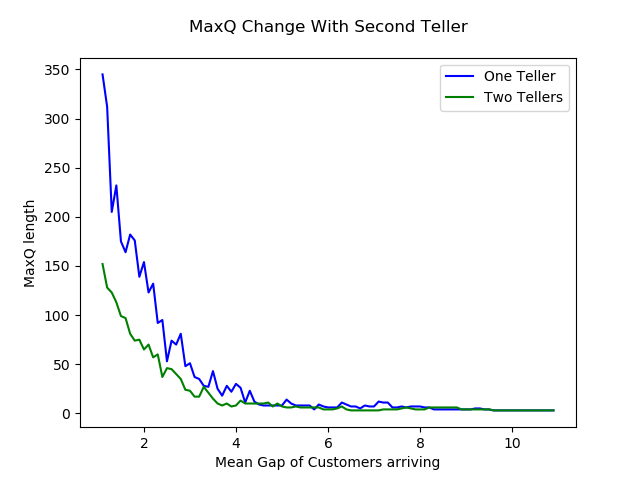 MaxQ Change With Second Teller
350
300
250
200
150
100
50
0
MaxQ length
One Teller
Two Tellers
2 4 6 8 10
Mean Gap of Customers arriving